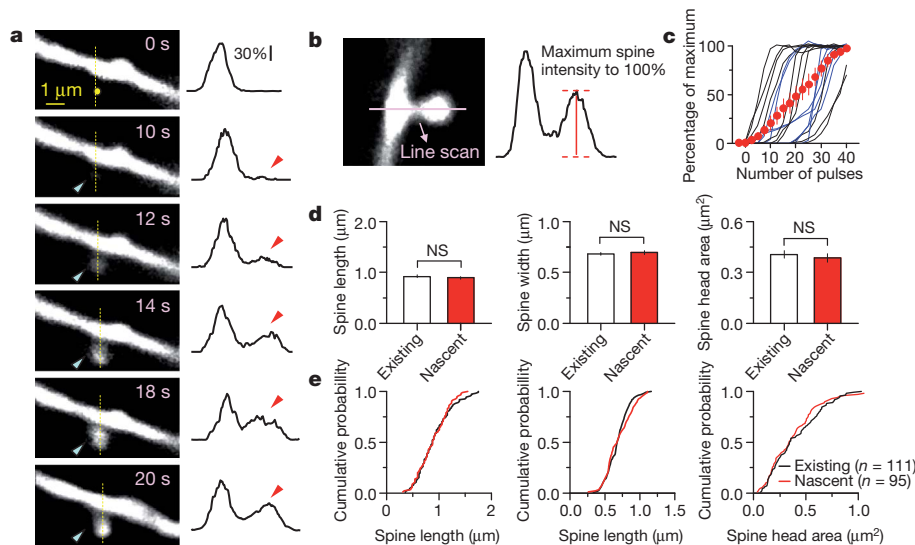 a
0 s
30%
1 µm
10 s
12 s
14 s
18 s
20 s
b
Line scan
Maximum spine
intensity to 100%
c
Percentage of maximum
100
50
0
0 10 20 30 40
Number of pulses
d
Spine length (µm)
2.0
1.0
0.0
NS
Existing
Nascent
Spine width (µm)
1.0
0.5
0.0
NS
Existing
Nascent
Spine head area (µm²)
0.6
0.3
0.0
NS
Existing
Nascent
e
Cumulative probabillity
1.0
0.5
0.0
0 1 2
Spine length (µm)
Cumulative probability
1.0
0.5
0.0
0.0 0.5 1.0 1.5
Spine length (µm)
Cumulative probability
1.0
0.5
0.0
0.0 0.5 1.0
Spine head area (µm²)
Existing (n = 111)
Nascent (n = 95)